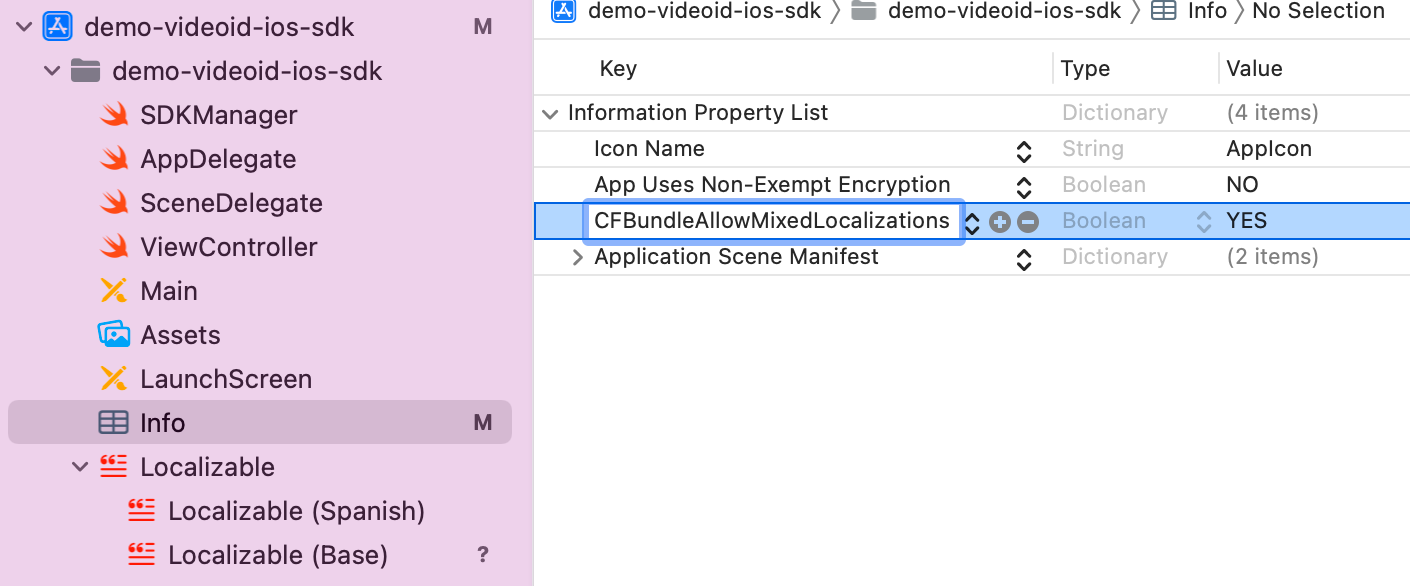 demo-videoid-ios-sdk M
demo-videoid-ios-sdk
SDKManager
AppDelegate
SceneDelegate
ViewController
Main
Assets
LaunchScreen
Info M
Localizable
Localizable (Spanish)
Localizable (Base) ?
demo-videoid-ios-sdk demo-videoid-ios-sdk Info No Selection
Key Type Value
Information Property List Dictionary (4 items)
Icon Name String AppIcon
App Uses Non-Exempt Encryption Boolean NO
CFBundleAllowMixedLocalizations Boolean YES
Application Scene Manifest Dictionary (2 items)